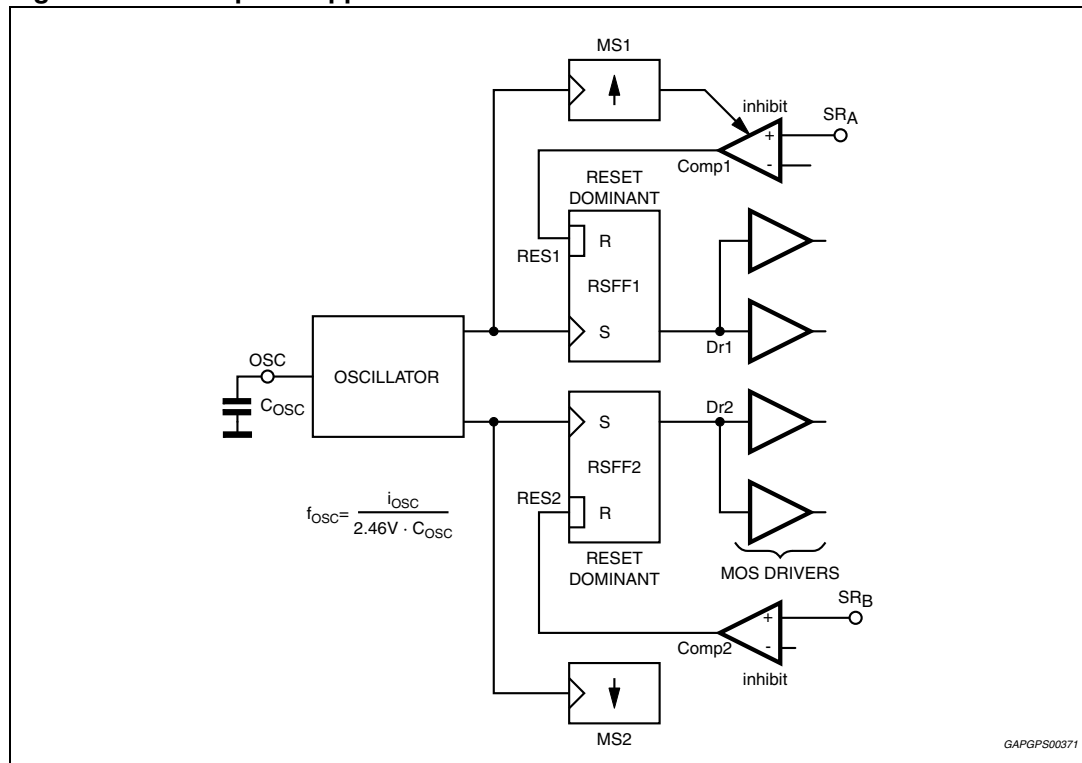 MS1
inhibit
SRA
+
-
Comp1
RESET
DOMINANT
R
RES1
RSFF1
S
Dr1
OSC
OSCILLATOR
COSC
Dr2
S
RSFF2
RES2
R
fOSC= iOSC
2.46V · COSC
RESET
DOMINANT
MOS DRIVERS
SRB
+
-
Comp2
inhibit
MS2
GAPGPS00371